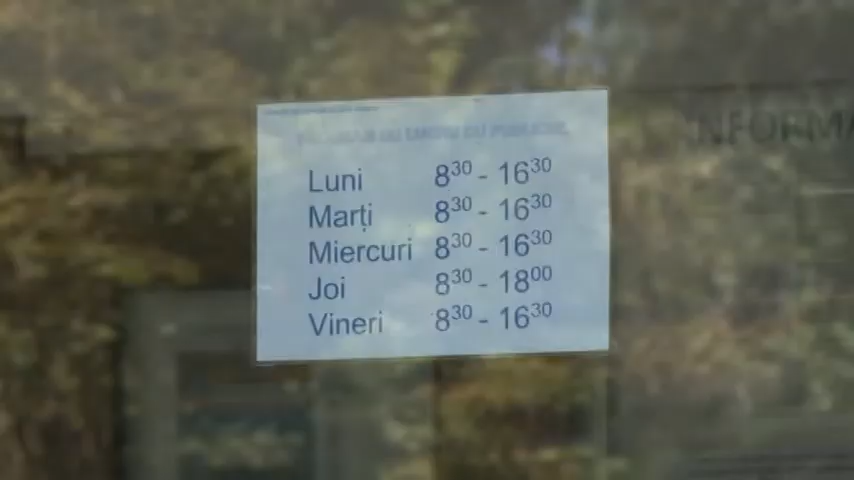 INFORMA
Luni 8³⁰ - 16³⁰
Marți 8³⁰ - 16³⁰
Miercuri 8³⁰ - 16³⁰
Joi 8³⁰ - 18⁰⁰
Vineri 8³⁰ - 16³⁰